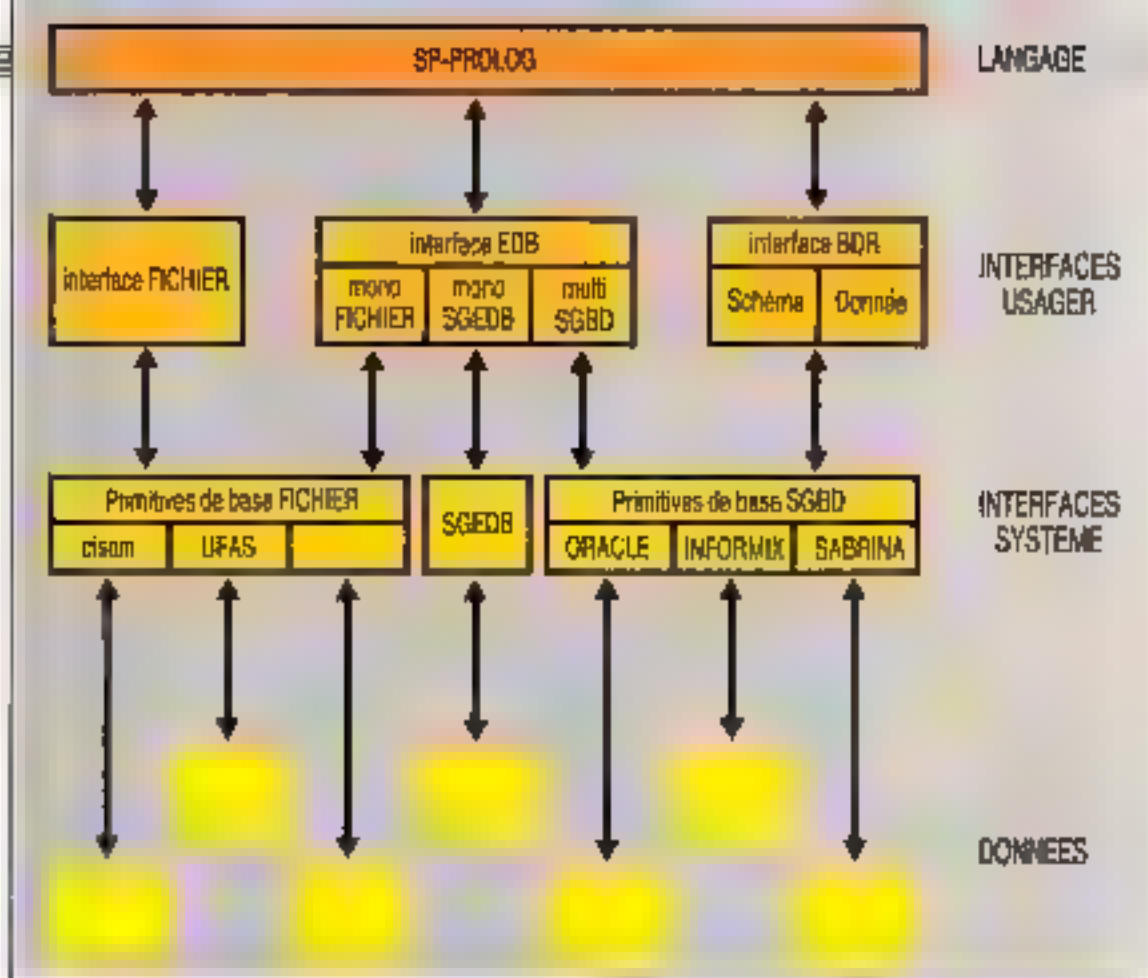 SP-PROLOG
LANGAGE
interface FICHIER
interface EDB
mono
FICHIER
mono
SGEDB
multi
SGBD
interface BDR
Schéma
Donnée
INTERFACES
USAGER
Primitives de base FICHIER
cisam
UFAS
SGEDB
Primitives de base SGBD
ORACLE
INFORMIX
SABRINA
INTERFACES
SYSTEME
DONNEES